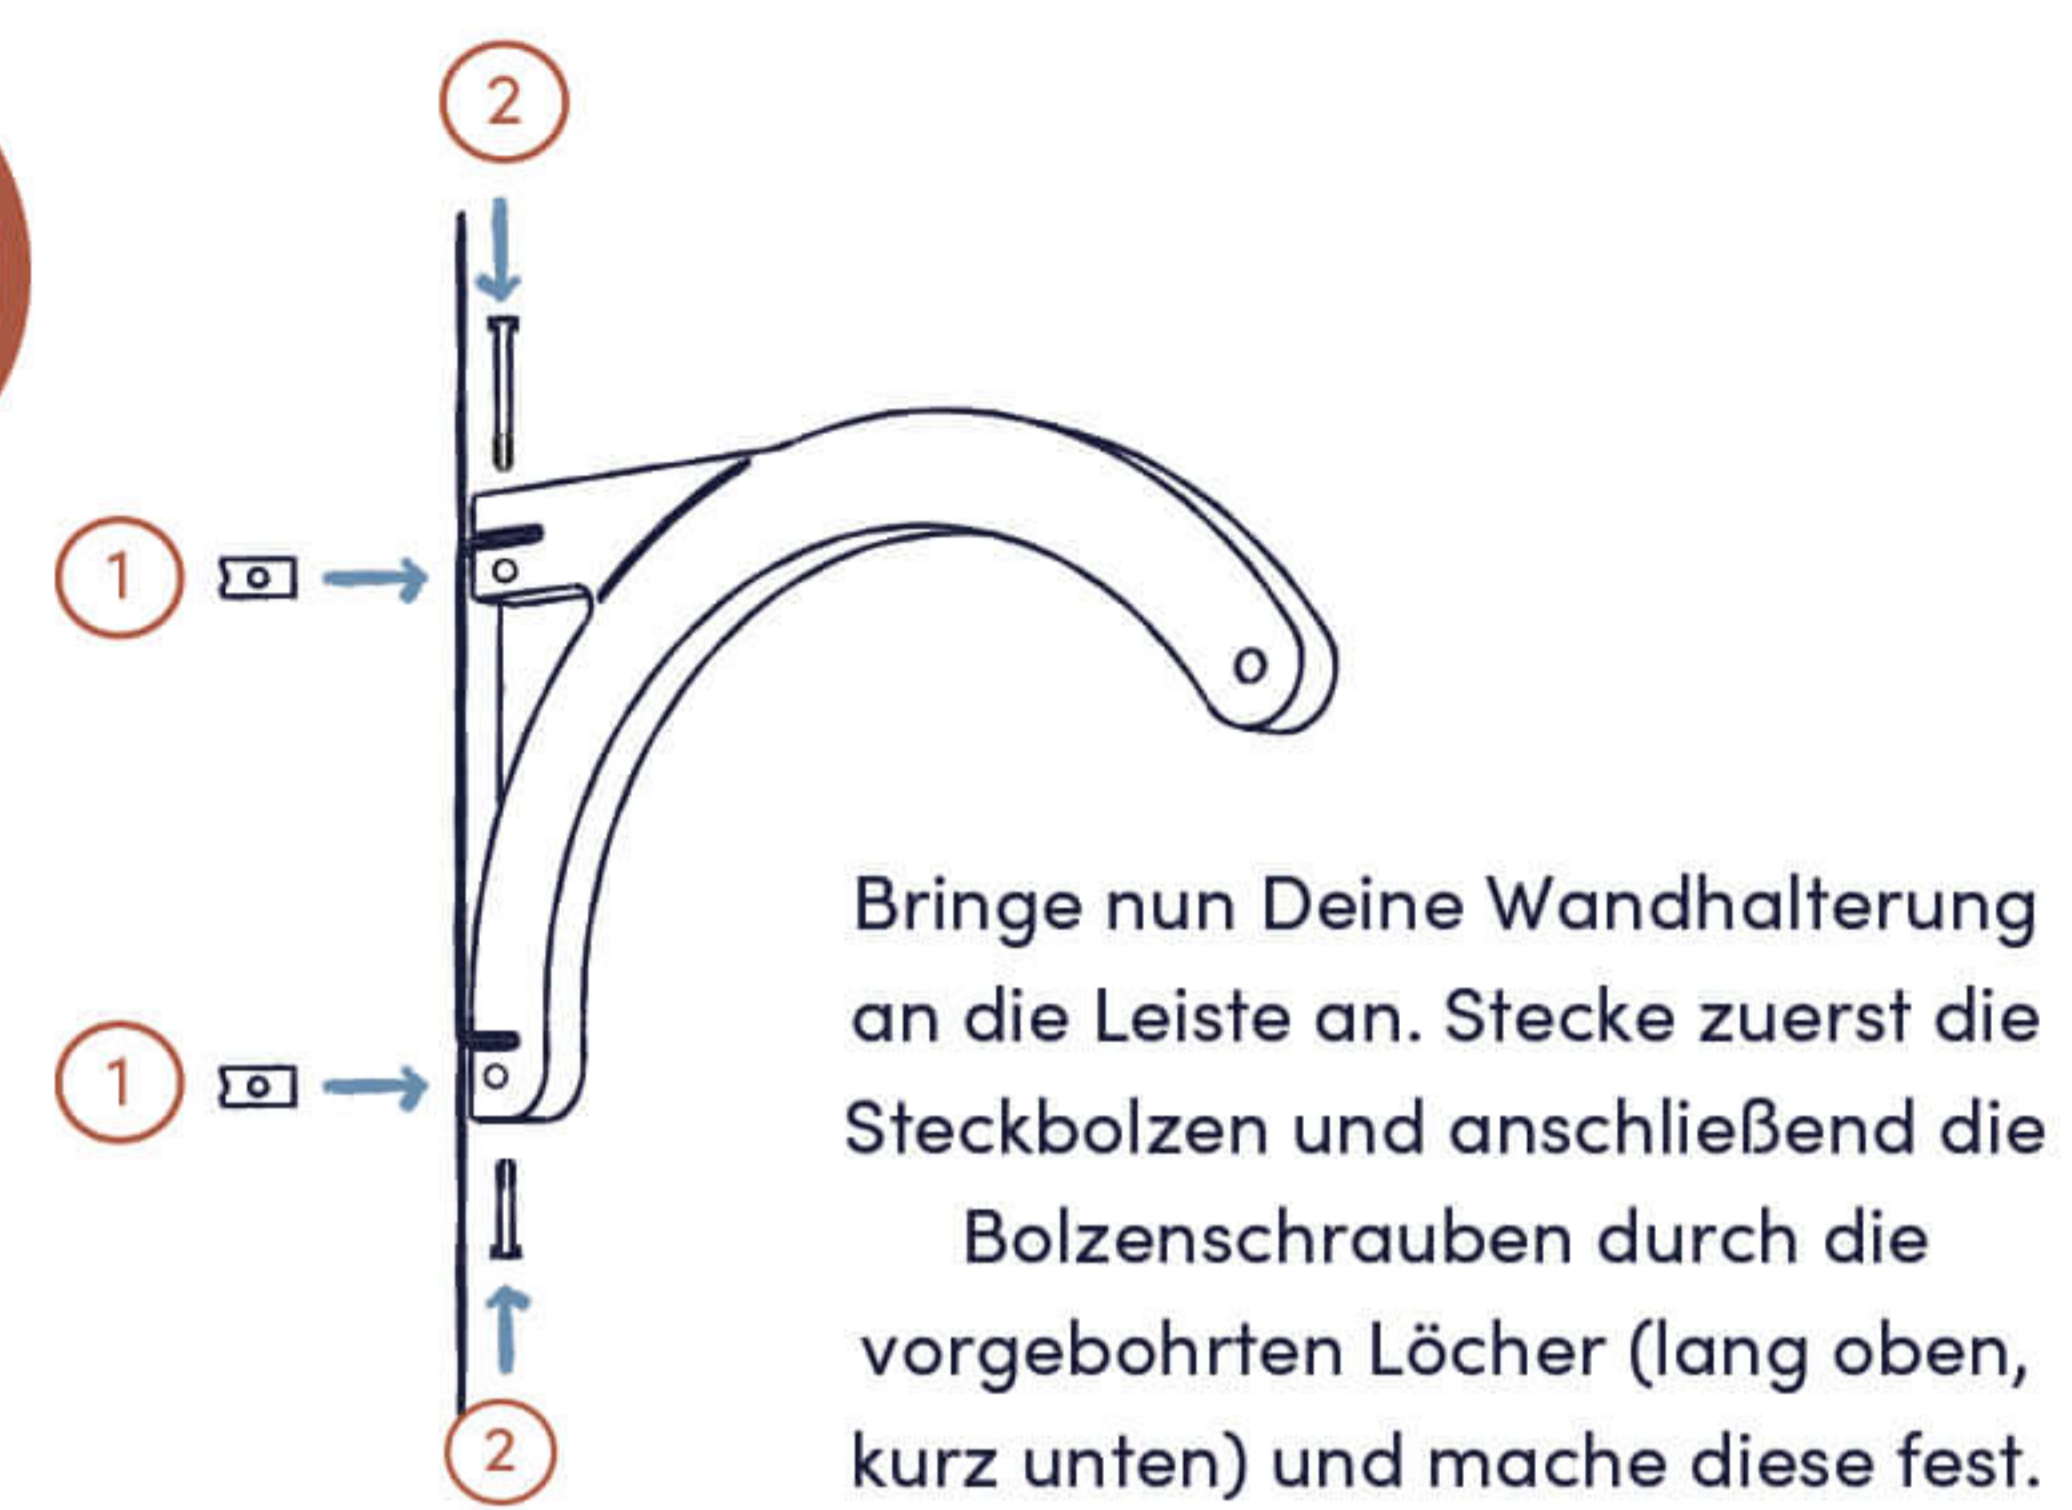 2
1
1
2
Bringe nun Deine Wandhalterung
an die Leiste an. Stecke zuerst die
Steckbolzen und anschließend die
Bolzenschrauben durch die
vorgebohrten Löcher (lang oben,
kurz unten) und mache diese fest.